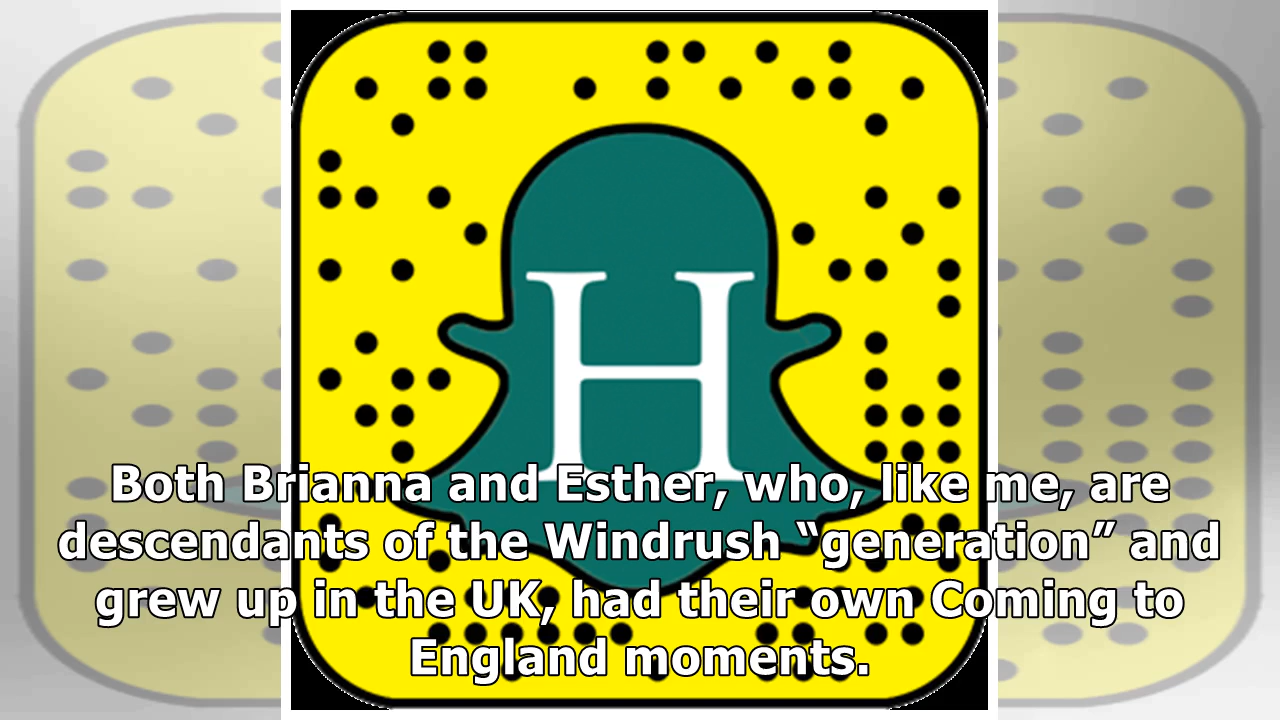 H
Both Brianna and Esther, who, like me, are
descendants of the Windrush “generation” and
grew up in the UK, had their own Coming to
England moments.